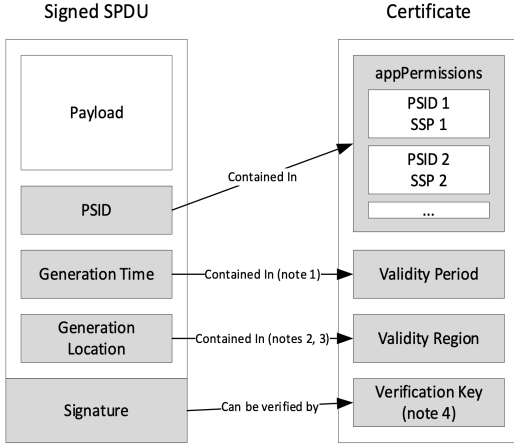 Signed SPDU
Certificate
Payload
PSID
Generation Time
Generation
Location
Signature
Contained In
Contained In (note 1)
Contained In (notes 2, 3)
Can be verified by
appPermissions
PSID 1
SSP 1
PSID 2
SSP 2
...
Validity Period
Validity Region
Verification Key
(note 4)